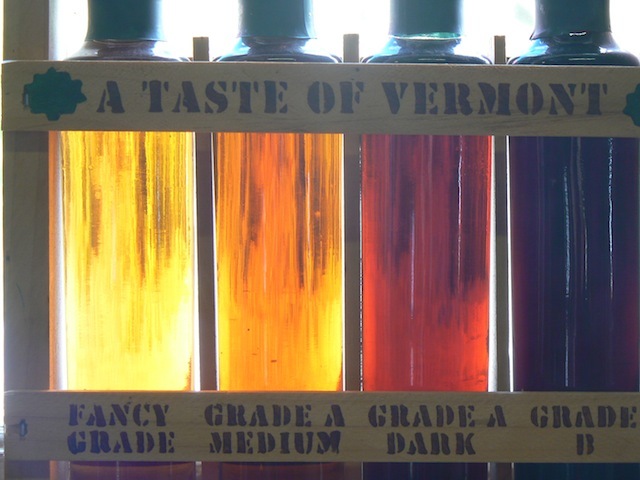 A TASTE OF VERMONT
FANCY GRADE
GRADE A MEDIUM
GRADE A DARK
GRADE B